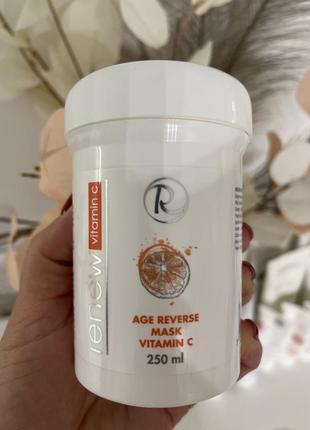 renew
vitamin c
R
AGE REVERSE
MASK
VITAMIN C
250 ml